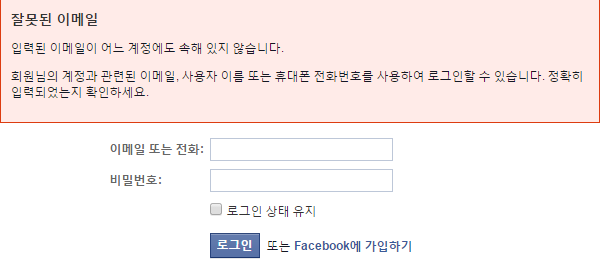 잘못된 이메일
입력된 이메일이 어느 계정에도 속해 있지 않습니다.
회원님의 계정과 관련된 이메일, 사용자 이름 또는 휴대폰 전화번호를 사용하여 로그인할 수 있습니다. 정확히
입력되었는지 확인하세요.
이메일 또는 전화:
비밀번호:
로그인 상태 유지
로그인 또는 Facebook에 가입하기